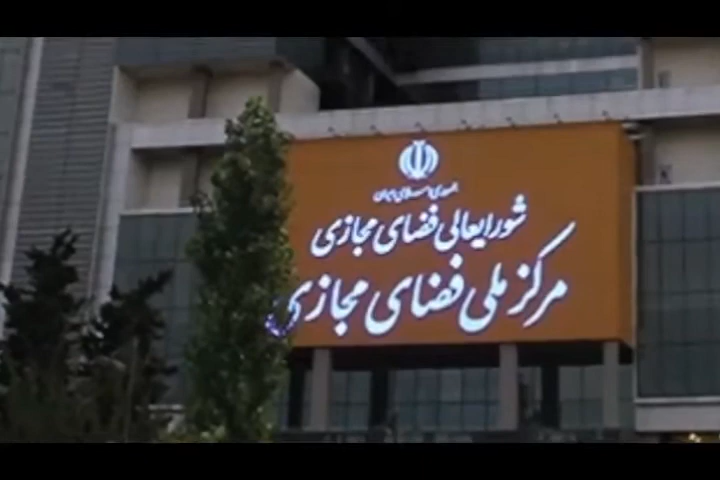 جمهوری اسلامی ایران
شورایعالی فضای مجازی
مرکز ملی فضای مجازی